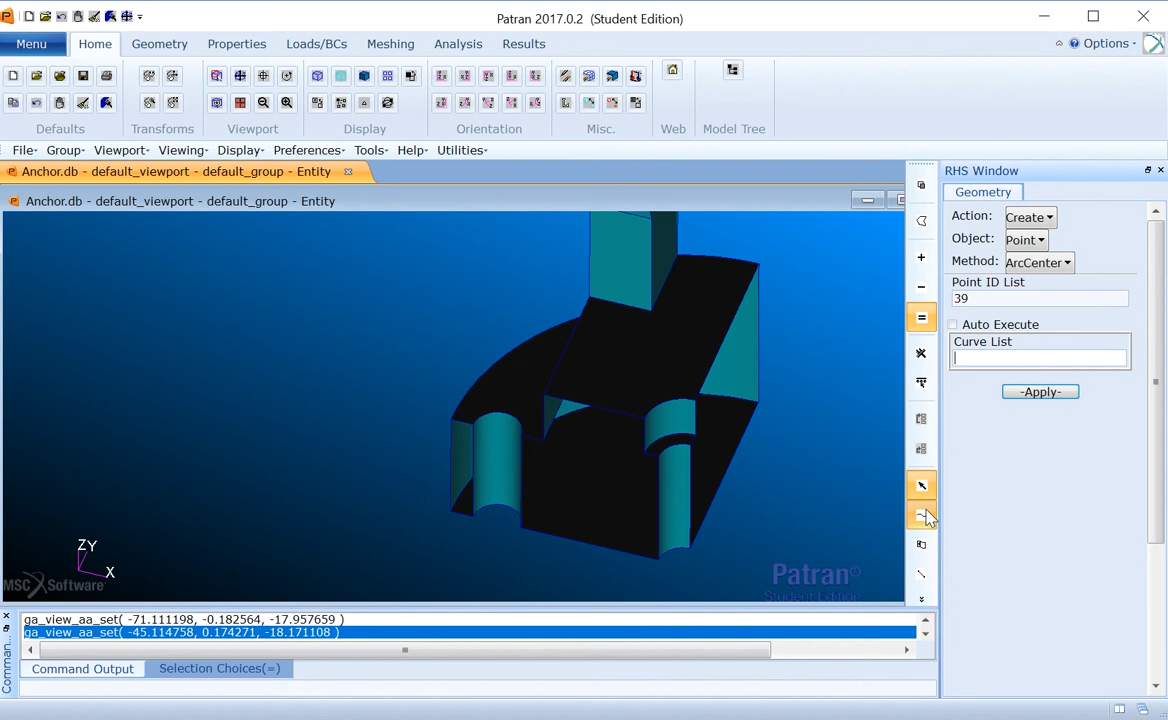 Patran 2017.0.2 (Student Edition)
Menu Home Geometry Properties Loads/BCs Meshing Analysis Results Options
Defaults Transforms Viewport Display Orientation Misc. Web Model Tree
File Group Viewport Viewing Display Preferences Tools Help Utilities
Anchor.db - default_viewport - default_group - Entity
Anchor.db - default_viewport - default_group - Entity
RHS Window
Geometry
Action: Create
Object: Point
Method: ArcCenter
Point ID List
39
Auto Execute
Curve List
-Apply-
ZY
X
MSC Software
Patran
Student Edition
ga_view_aa_set( -71.111198, -0.182564, -17.957659 )
ga_view_aa_set( -45.114758, 0.174271, -18.171108 )
Comman...
Command Output Selection Choices(=)